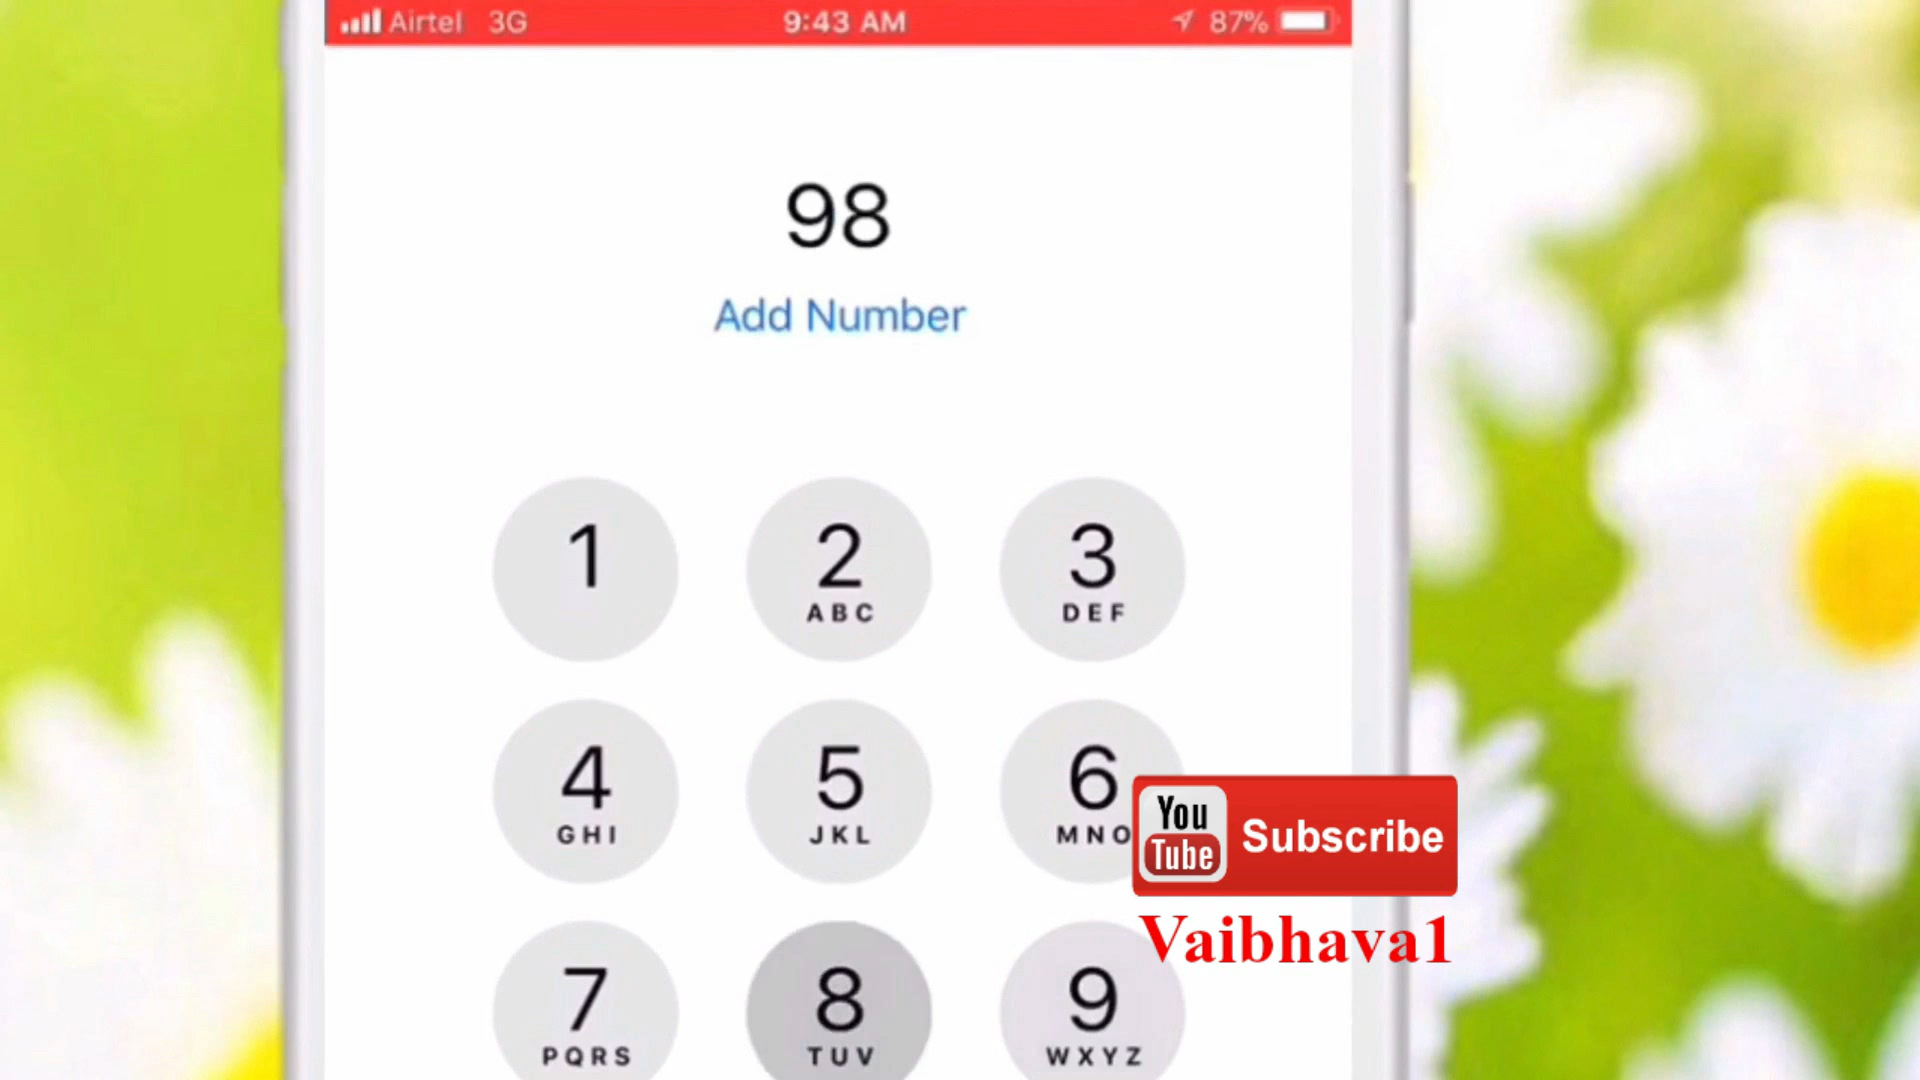 Airtel 3G 9:43 AM 87%
98
Add Number
1 2 3
ABC DEF
4 5 6
GHI JKL MNO
You Tube Subscribe
Vaibhava1
7 8 9
PQRS TUV WXYZ